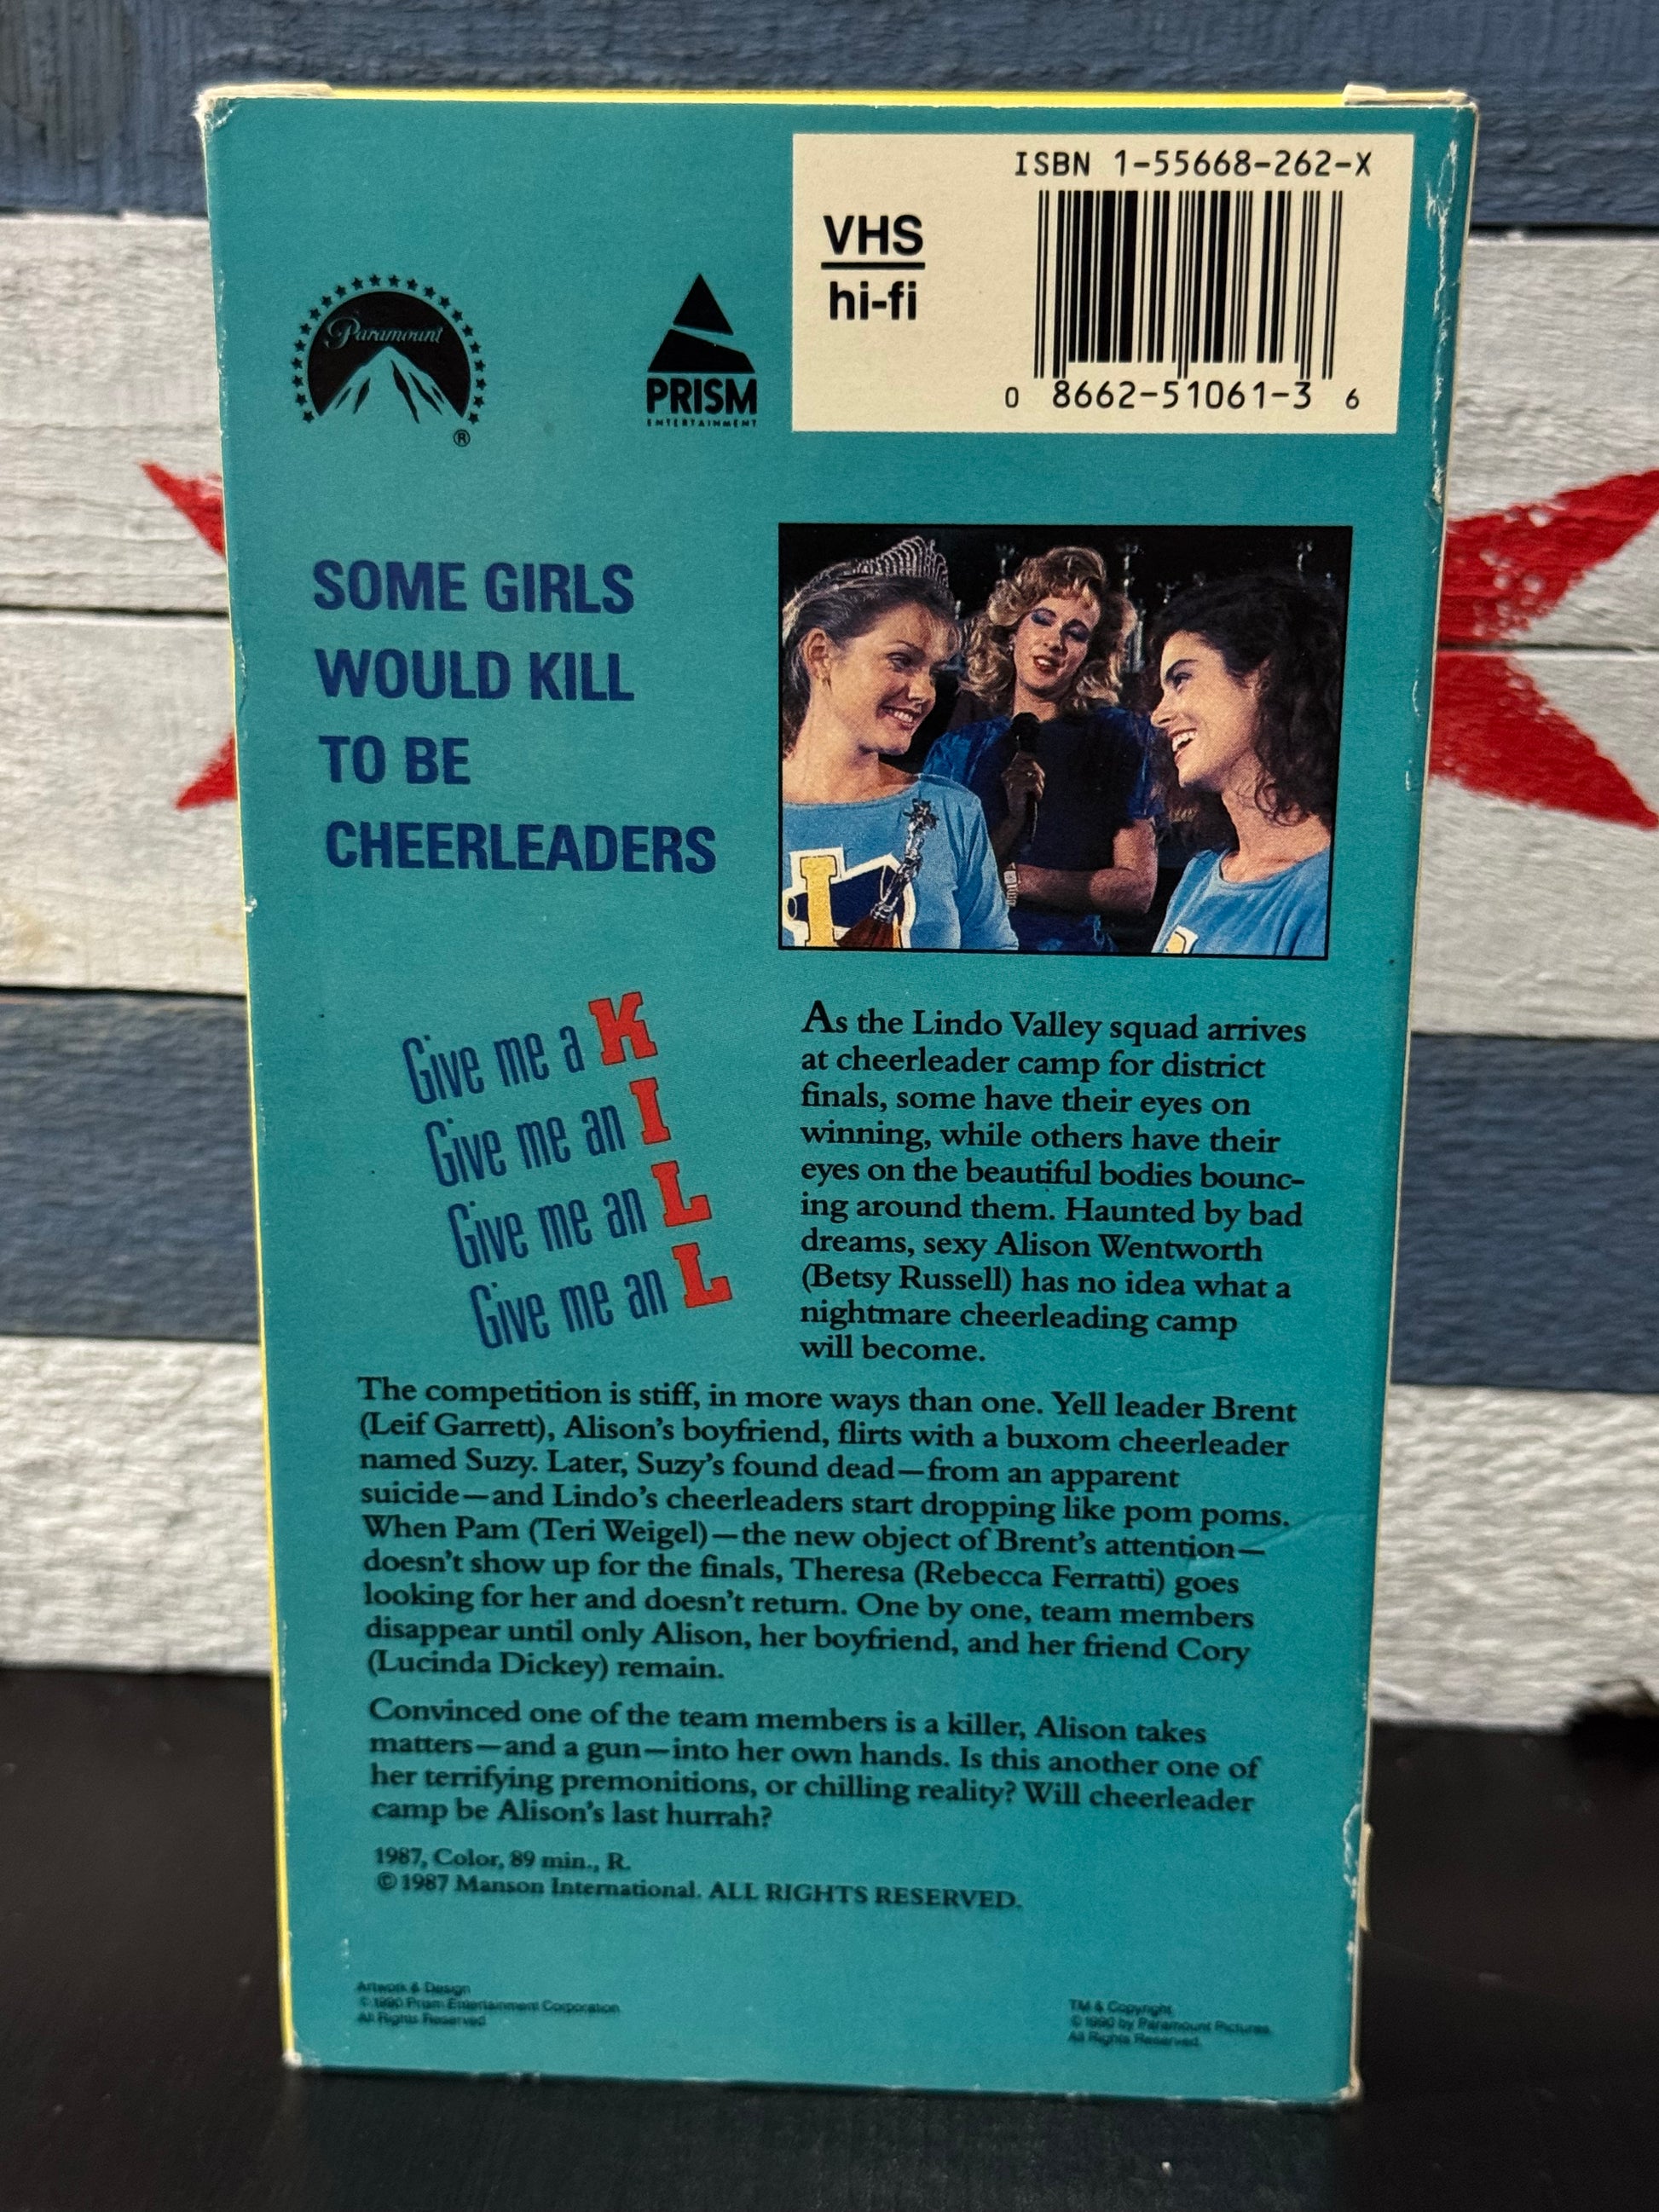 ISBN 1-55668-262-X
VHS
hi-fi
0 8662-51061-3 6
Paramount
®
PRISM
ENTERTAINMENT
SOME GIRLS
WOULD KILL
TO BE
CHEERLEADERS
Give me a K
Give me an I
Give me an L
Give me an L
As the Lindo Valley squad arrives
at cheerleader camp for district
finals, some have their eyes on
winning, while others have their
eyes on the beautiful bodies bounc-
ing around them. Haunted by bad
dreams, sexy Alison Wentworth
(Betsy Russell) has no idea what a
nightmare cheerleading camp
will become.
The competition is stiff, in more ways than one. Yell leader Brent
(Leif Garrett), Alison's boyfriend, flirts with a buxom cheerleader
named Suzy. Later, Suzy's found dead—from an apparent
suicide—and Lindo's cheerleaders start dropping like pom poms.
When Pam (Teri Weigel)—the new object of Brent's attention—
doesn't show up for the finals, Theresa (Rebecca Ferratti) goes
looking for her and doesn't return. One by one, team members
disappear until only Alison, her boyfriend, and her friend Cory
(Lucinda Dickey) remain.
Convinced one of the team members is a killer, Alison takes
matters—and a gun—into her own hands. Is this another one of
her terrifying premonitions, or chilling reality? Will cheerleader
camp be Alison's last hurrah?
1987, Color, 89 min., R.
©1987 Manson International. ALL RIGHTS RESERVED.
Artwork & Design
© 1990 Prism Entertainment Corporation
All Rights Reserved
TM & Copyright
© 1990 by Paramount Pictures.
All Rights Reserved.